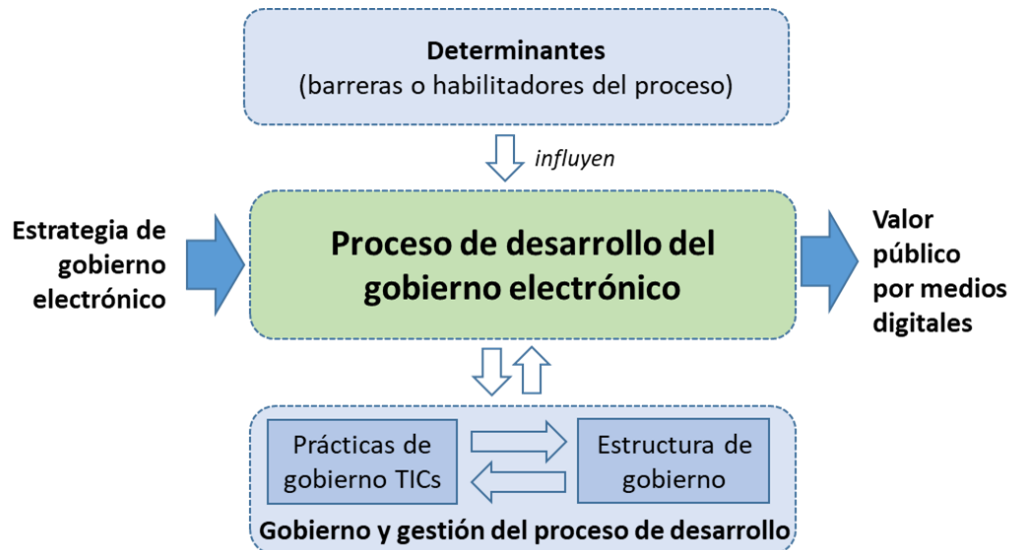 Determinantes
(barreras o habilitadores del proceso)
influyen
Estrategia de
gobierno
electrónico
Proceso de desarrollo del
gobierno electrónico
Valor
público
por medios
digitales
Prácticas de
gobierno TICs
Estructura de
gobierno
Gobierno y gestión del proceso de desarrollo